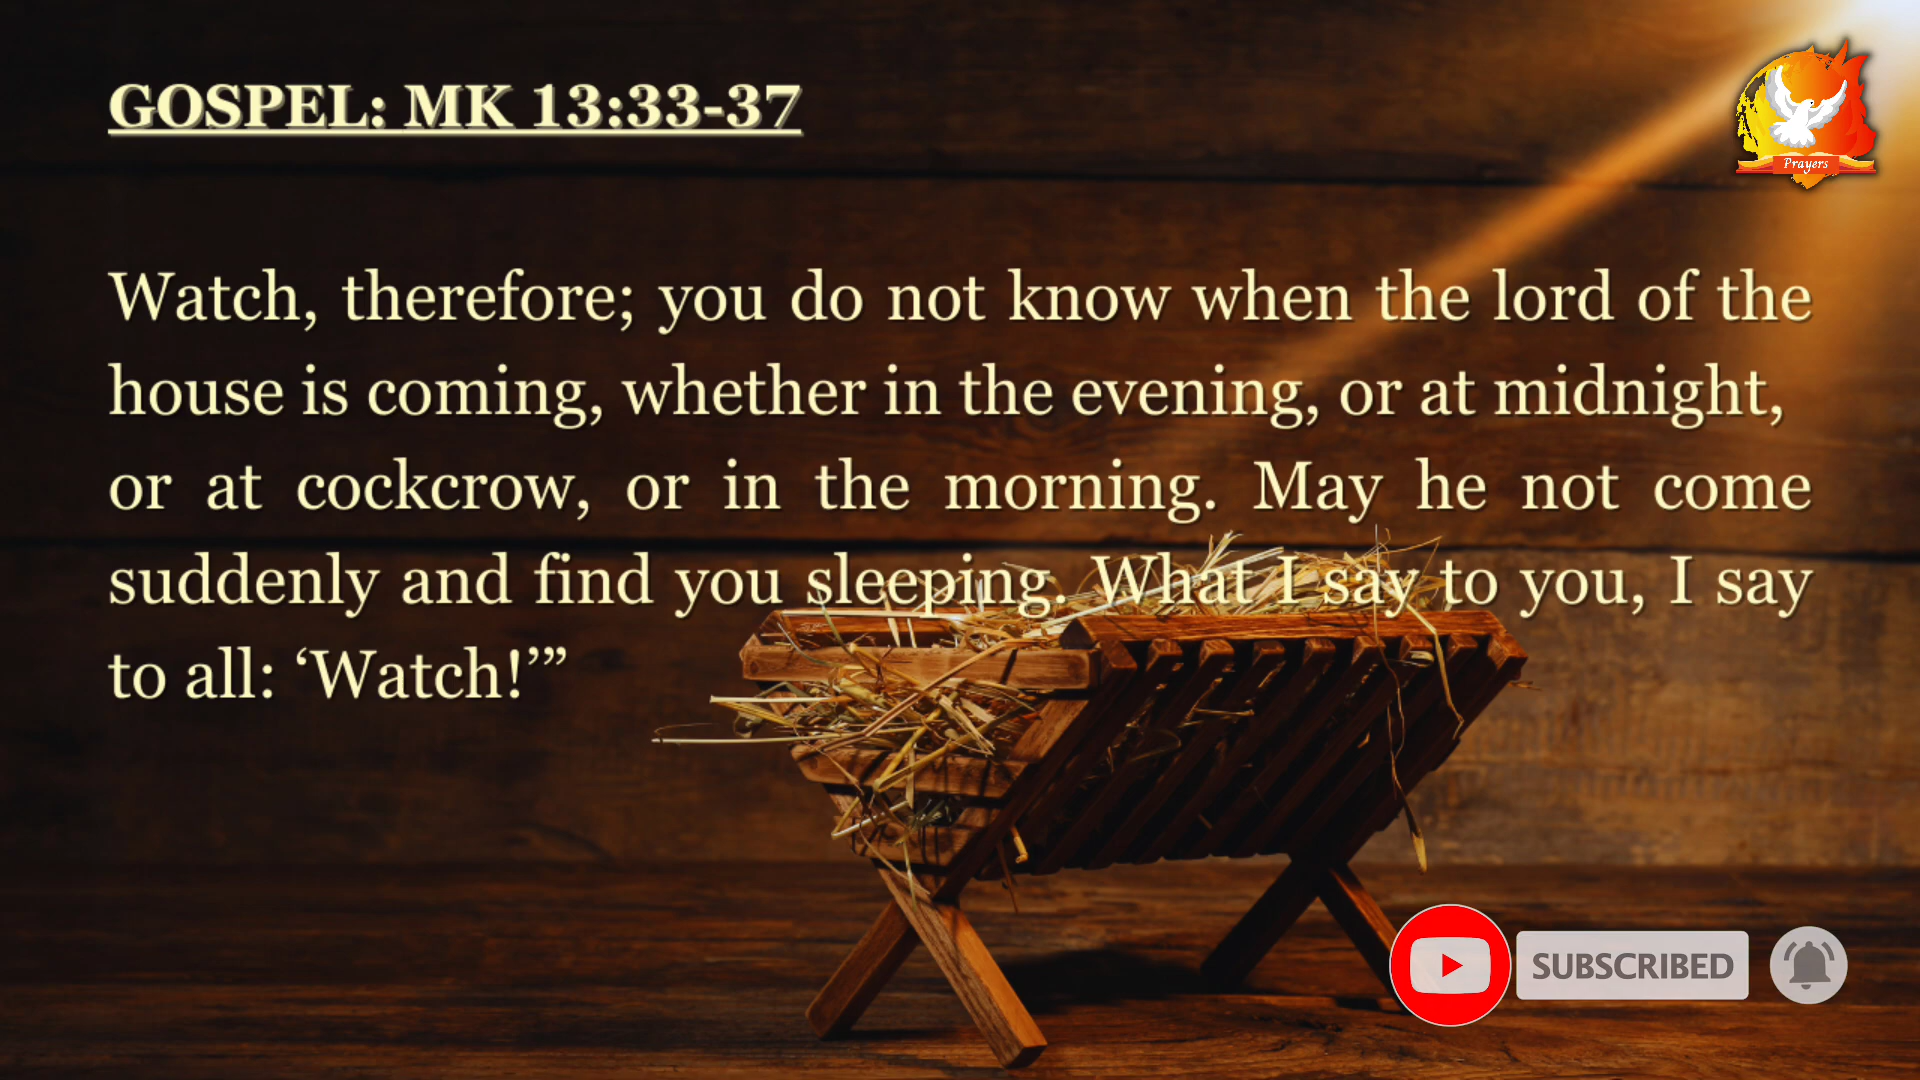 GOSPEL: MK 13:33-37
Prayers
Watch, therefore; you do not know when the lord of the
house is coming, whether in the evening, or at midnight,
or at cockcrow, or in the morning. May he not come
suddenly and find you sleeping. What I say to you, I say
to all: ‘Watch!’”
SUBSCRIBED